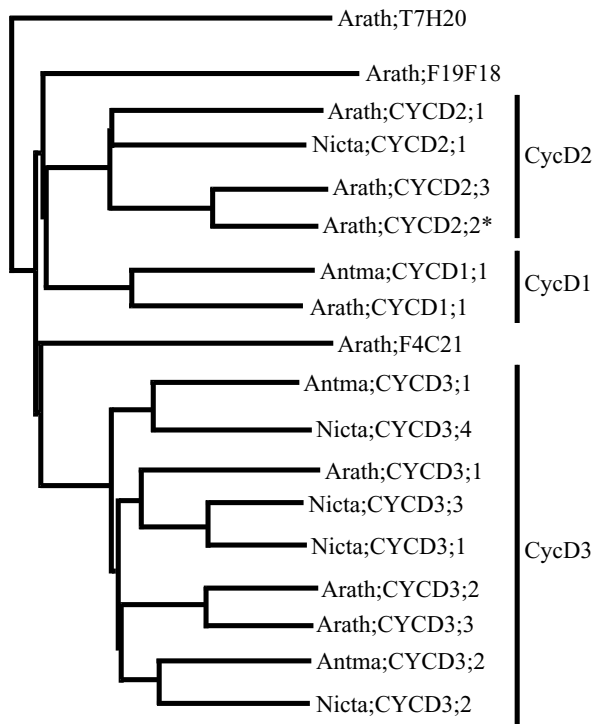 Arath;T7H20
Arath;F19F18
Arath;CYCD2;1
Nicta;CYCD2;1
CycD2
Arath;CYCD2;3
Arath;CYCD2;2*
Antma;CYCD1;1
CycD1
Arath;CYCD1;1
Arath;F4C21
Antma;CYCD3;1
Nicta;CYCD3;4
Arath;CYCD3;1
Nicta;CYCD3;3
Nicta;CYCD3;1
CycD3
Arath;CYCD3;2
Arath;CYCD3;3
Antma;CYCD3;2
Nicta;CYCD3;2